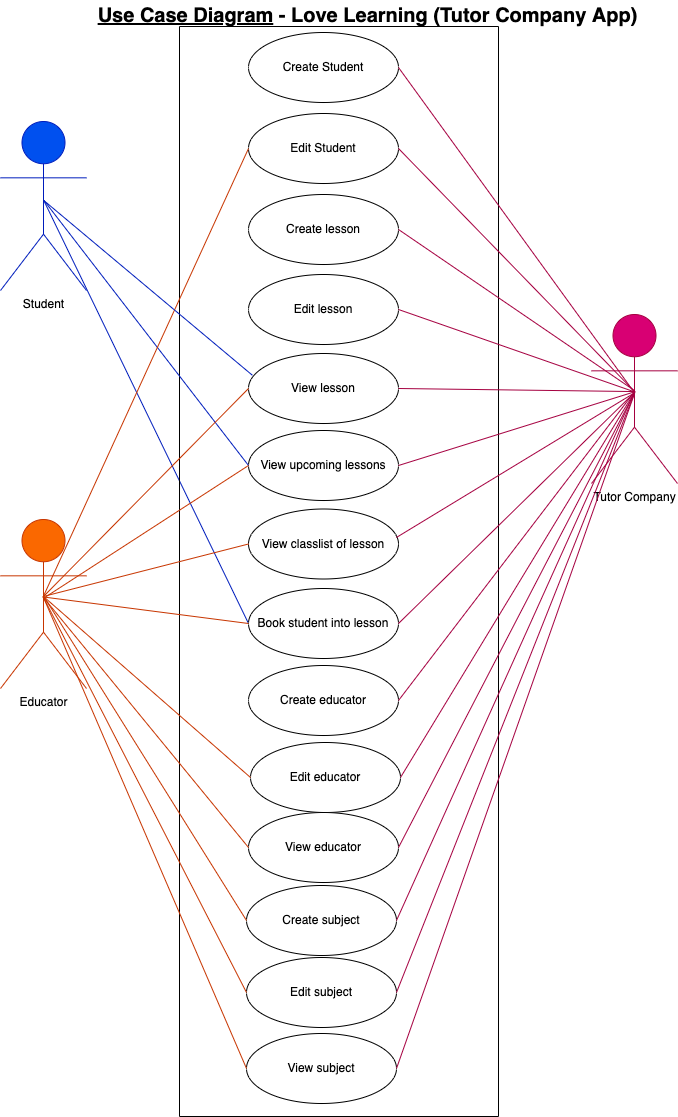 Use Case Diagram - Love Learning (Tutor Company App)
Create Student
Edit Student
Create lesson
Edit lesson
Student
View lesson
View upcoming lessons
Tutor Company
View classlist of lesson
Book student into lesson
Create educator
Educator
Edit educator
View educator
Create subject
Edit subject
View subject